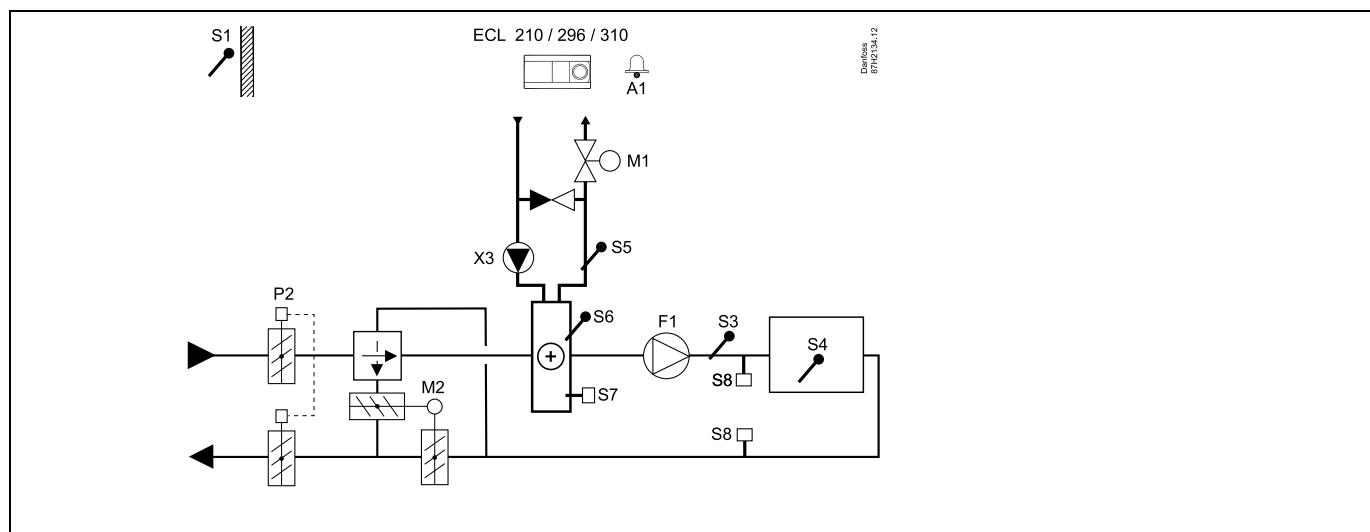 S1
ECL 210 / 296 / 310
Danfoss
87H2134.12
A1
M1
S5
X3
P2
S6
F1
S3
S4
S8
S7
M2
S8